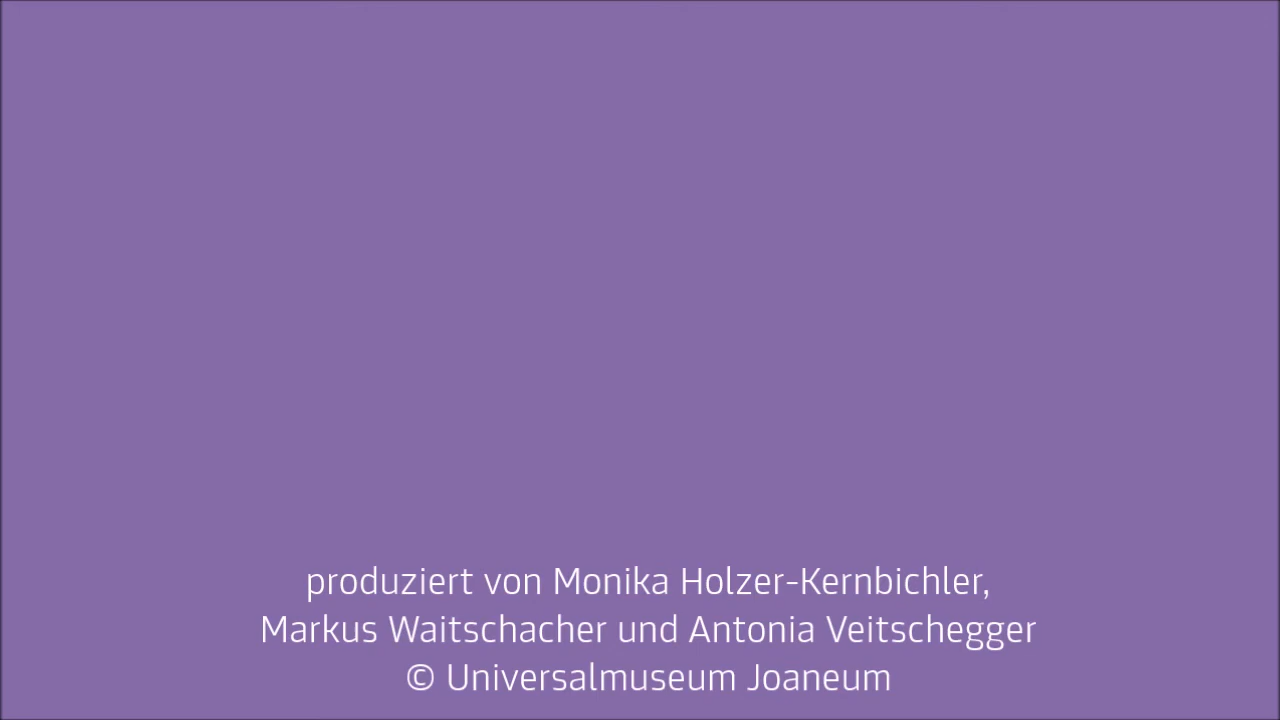 produziert von Monika Holzer-Kernbichler,
Markus Waitschacher und Antonia Veitschegger
© Universalmuseum Joaneum